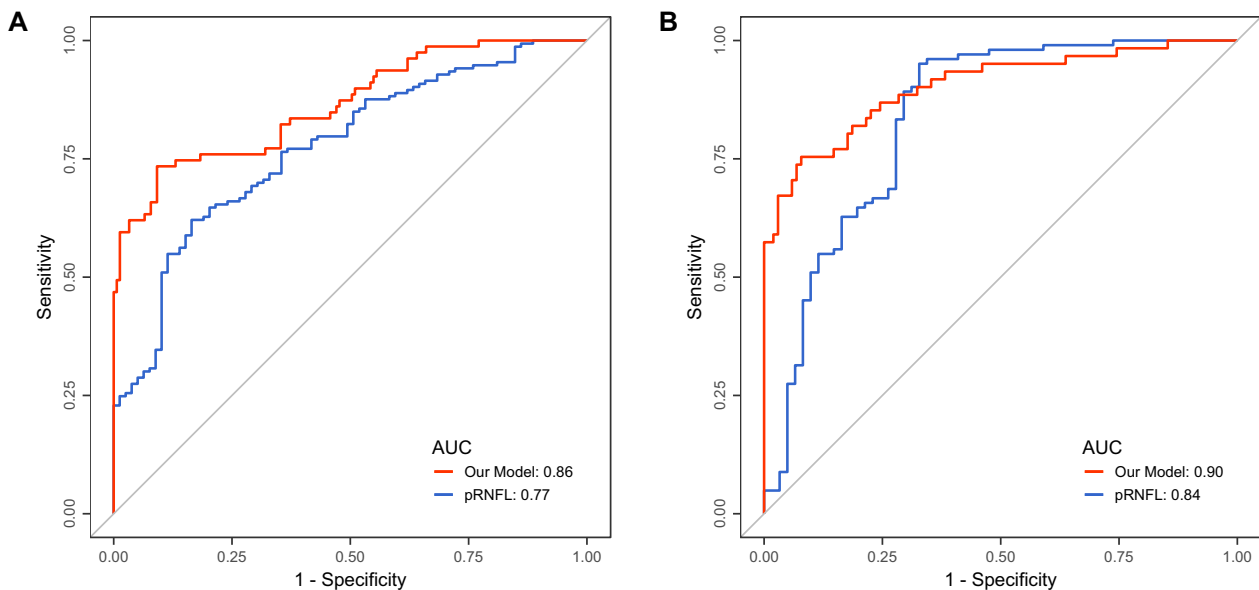 A
1.00
0.75
0.50
0.25
0.00
Sensitivity
AUC
Our Model: 0.86
pRNFL: 0.77
0.00 0.25 0.50 0.75 1.00
1 - Specificity
B
1.00
0.75
0.50
0.25
0.00
Sensitivity
AUC
Our Model: 0.90
pRNFL: 0.84
0.00 0.25 0.50 0.75 1.00
1 - Specificity